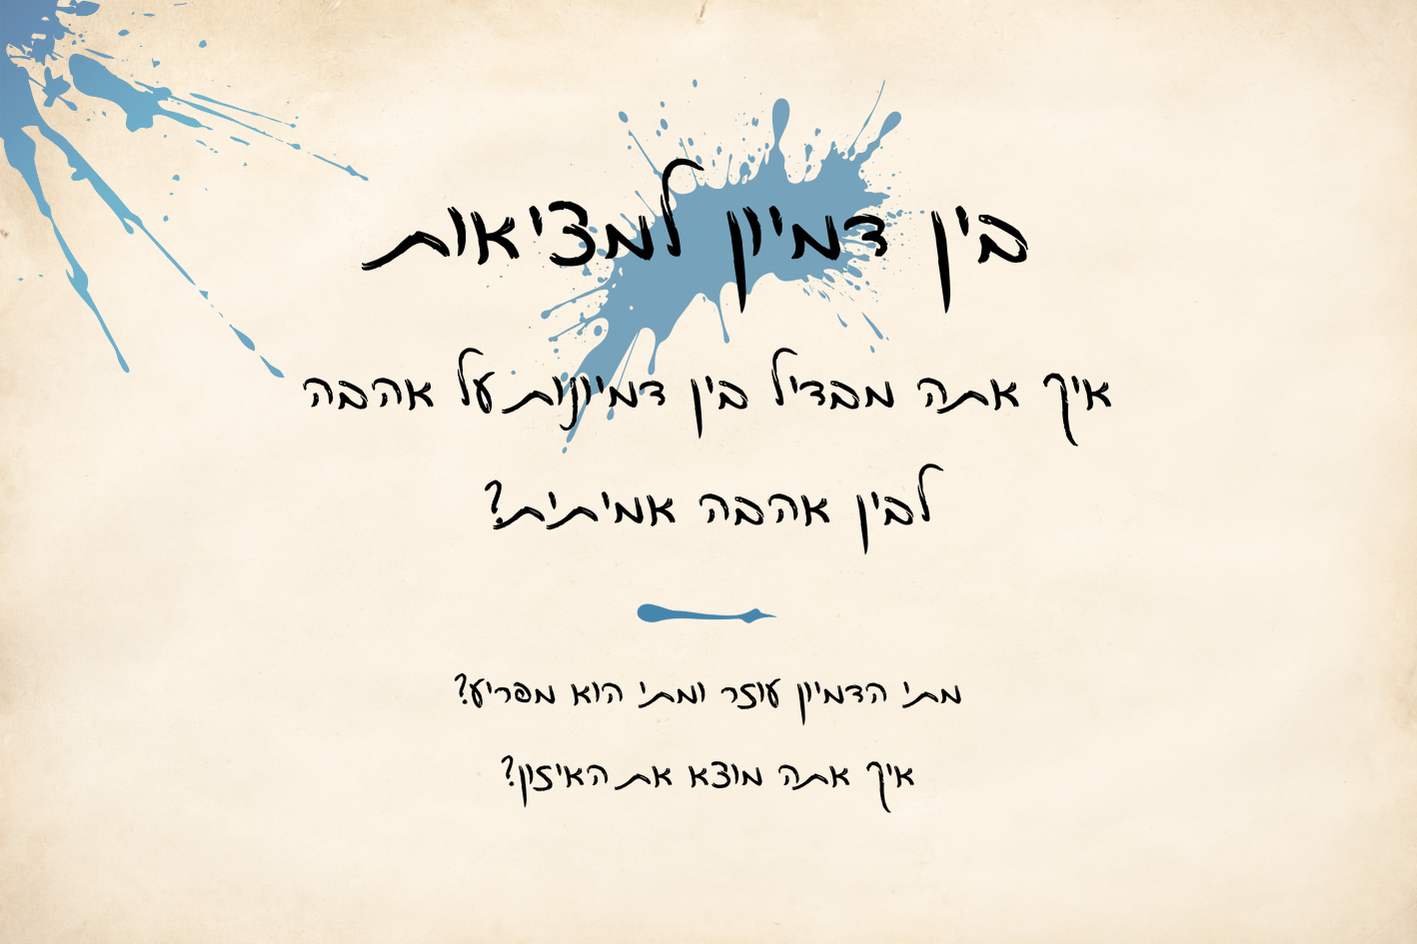 בין דמיון למציאות
איך אתה מבדיל בין דמיונות על אהבה
לבין אהבה אמיתית?
מתי הדמיון עוזר ומתי הוא מפריע?
איך אתה מוצא את האיזון?